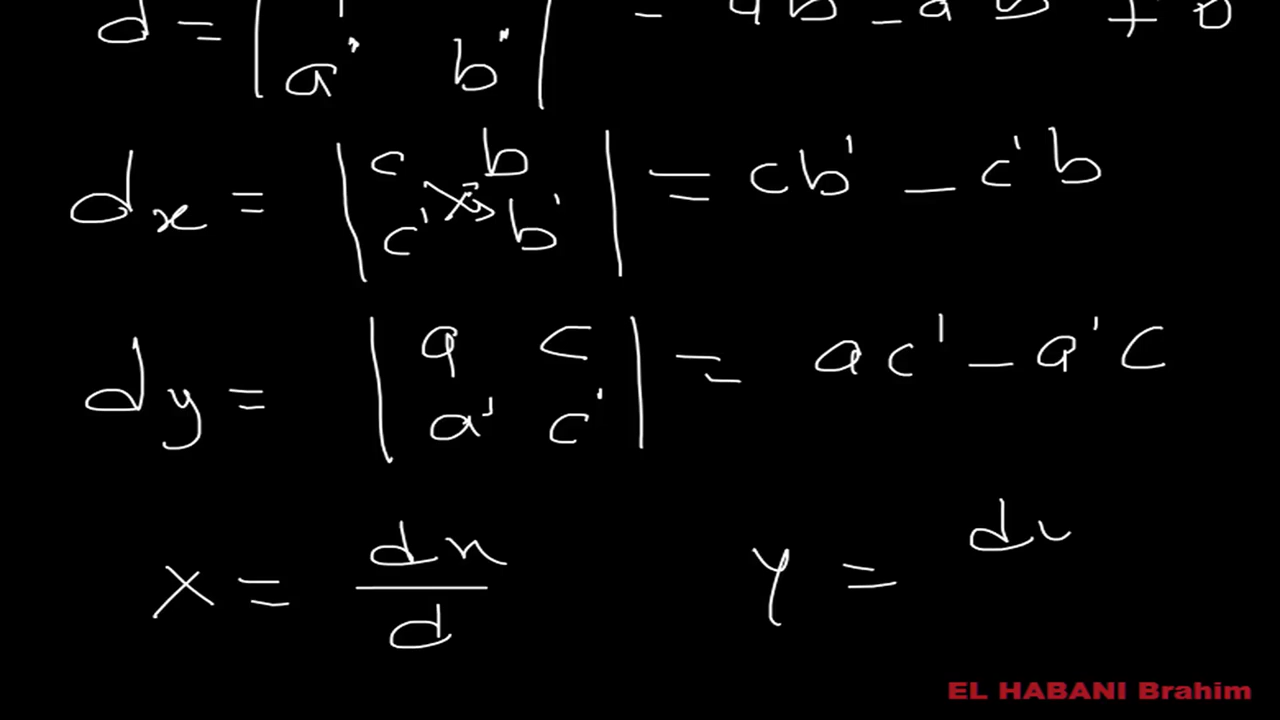 d = | a' b" | =
dx = | c b c' b' | = cb' - c'b
dy = | a c a' c' | = ac' - a'c
x = dx/d y =
EL HABANI Brahim